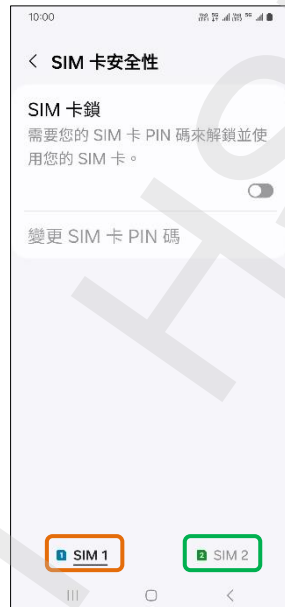 10:00
SIM 卡安全性
SIM 卡鎖
需要您的 SIM 卡 PIN 碼來解鎖並使
用您的 SIM 卡。
變更 SIM 卡 PIN 碼
1 SIM 1
2 SIM 2